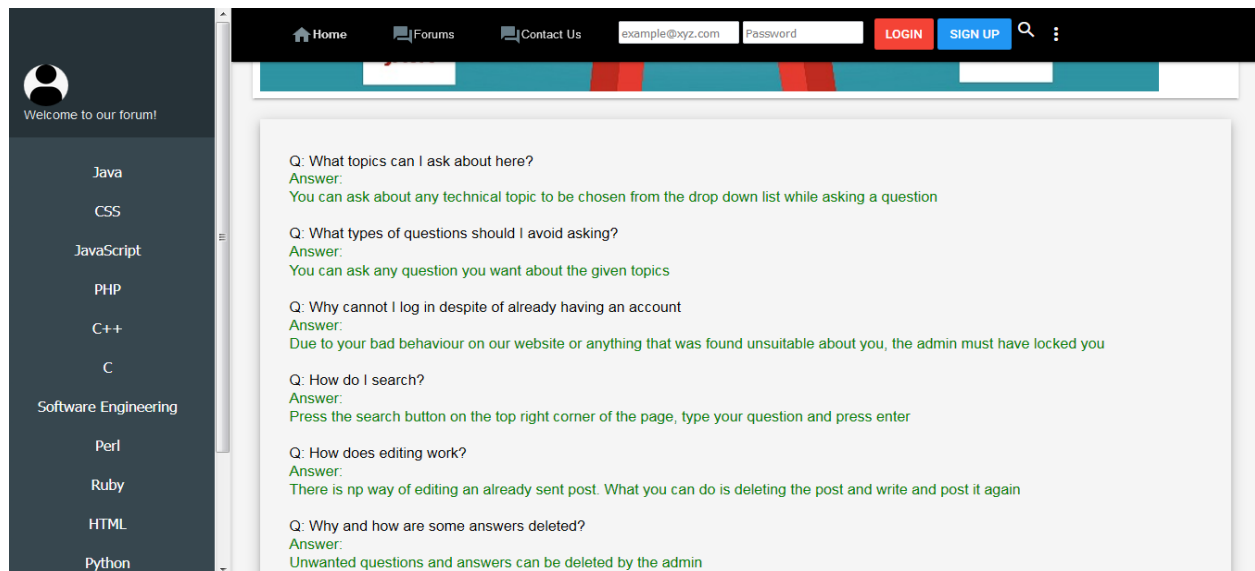 Home
Forums
Contact Us
example@xyz.com
Password
LOGIN
SIGN UP
Welcome to our forum!
Java
CSS
JavaScript
PHP
C++
C
Software Engineering
Perl
Ruby
HTML
Python
Q: What topics can I ask about here?
Answer:
You can ask about any technical topic to be chosen from the drop down list while asking a question
Q: What types of questions should I avoid asking?
Answer:
You can ask any question you want about the given topics
Q: Why cannot I log in despite of already having an account
Answer:
Due to your bad behaviour on our website or anything that was found unsuitable about you, the admin must have locked you
Q: How do I search?
Answer:
Press the search button on the top right corner of the page, type your question and press enter
Q: How does editing work?
Answer:
There is np way of editing an already sent post. What you can do is deleting the post and write and post it again
Q: Why and how are some answers deleted?
Answer:
Unwanted questions and answers can be deleted by the admin